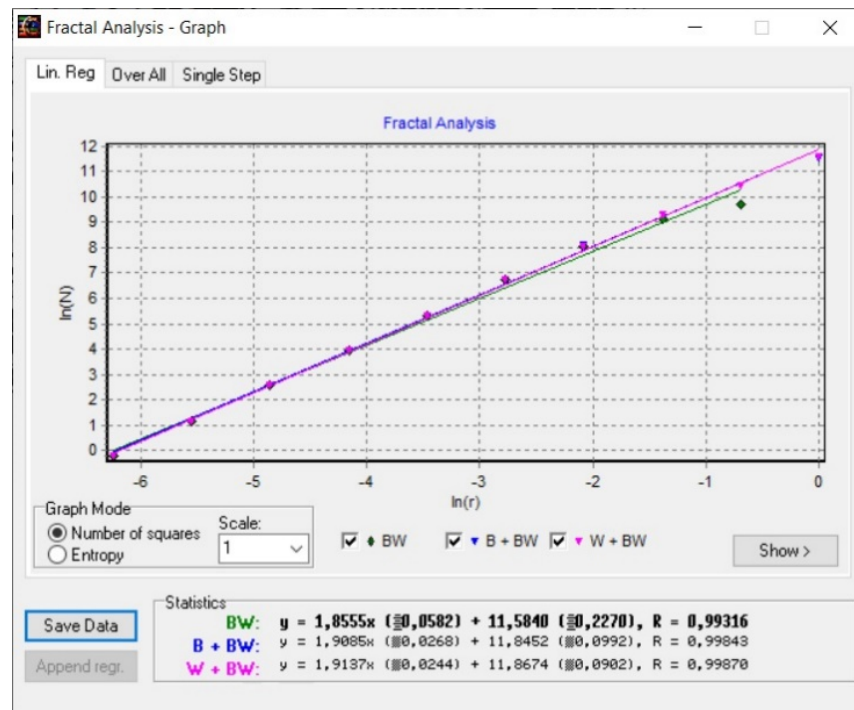 Fractal Analysis - Graph
Lin. Reg Over All Single Step
Fractal Analysis
12
11
10
9
8
7
6
5
4
3
2
1
0
ln(N)
-6 -5 -4 -3 -2 -1 0
ln(r)
Graph Mode
Number of squares
Entropy
Scale:
1
BW B + BW W + BW
Show >
Save Data
Append regr.
Statistics
BW: y = 1,8555x (0,0582) + 11,5840 (0,2270), R = 0,99316
B + BW: y = 1,9085x (0,0268) + 11,8452 (0,0992), R = 0,99843
W + BW: y = 1,9137x (0,0244) + 11,8674 (0,0902), R = 0,99870